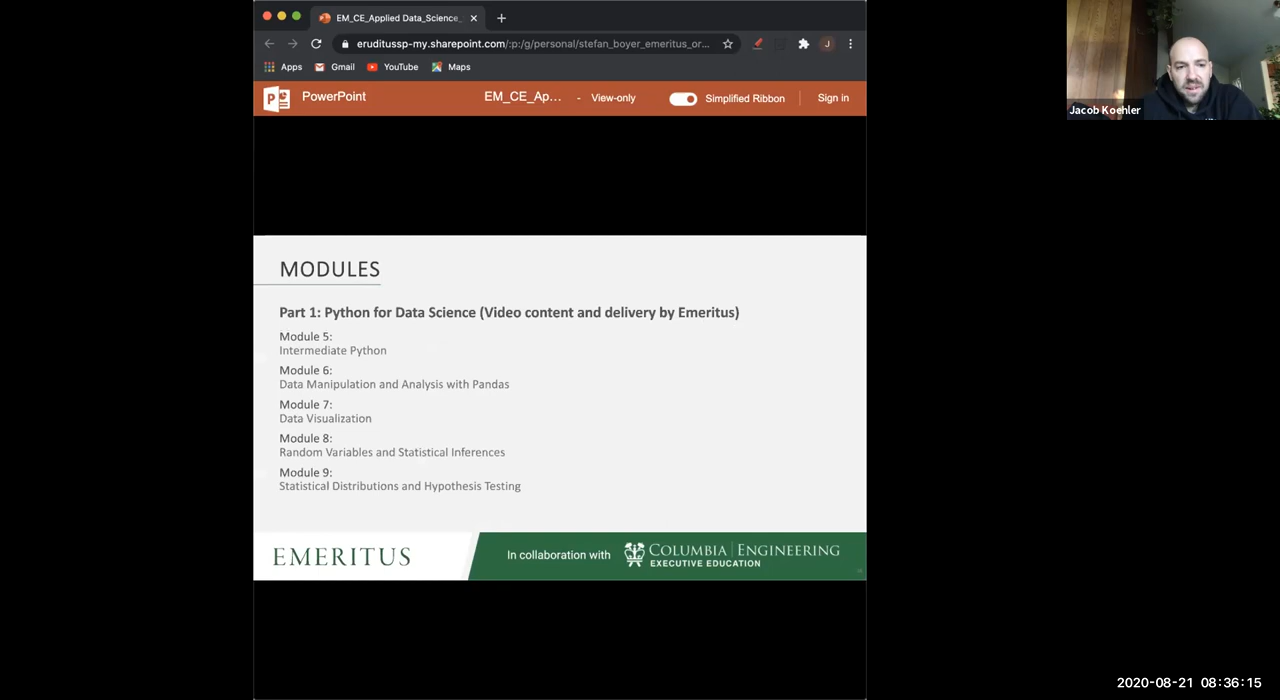 EM_CE_Applied Data_Science_
eruditussp-my.sharepoint.com/:p:/g/personal/stefan_boyer_emeritus_or...
J
Apps Gmail YouTube Maps
PowerPoint EM_CE_Ap... - View-only Simplified Ribbon Sign in
Jacob Koehler
MODULES
Part 1: Python for Data Science (Video content and delivery by Emeritus)
Module 5:
Intermediate Python
Module 6:
Data Manipulation and Analysis with Pandas
Module 7:
Data Visualization
Module 8:
Random Variables and Statistical Inferences
Module 9:
Statistical Distributions and Hypothesis Testing
EMERITUS
In collaboration with
COLUMBIA | ENGINEERING
EXECUTIVE EDUCATION
2020-08-21 08:36:15